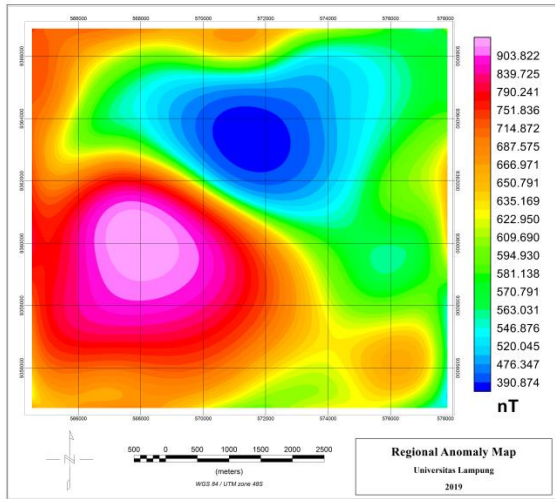 566000 568000 570000 572000 574000 576000 578000
903.822
839.725
790.241
751.836
714.872
687.575
666.971
650.791
635.169
622.950
609.690
594.930
581.138
570.791
563.031
546.876
520.045
476.347
390.874
nT
566000 568000 570000 572000 574000 576000 578000
500 0 500 1000 1500 2000 2500
(meters)
WGS 84 / UTM zone 48S
N
Regional Anomaly Map
Universitas Lampung
2019